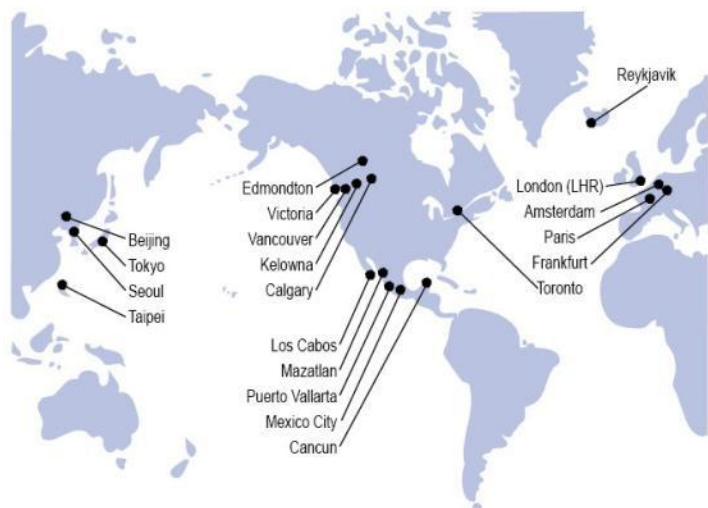 Reykjavik
Edmondton
Victoria
Vancouver
Kelowna
Calgary
London (LHR)
Amsterdam
Paris
Frankfurt
Toronto
Beijing
Tokyo
Seoul
Taipei
Los Cabos
Mazatlan
Puerto Vallarta
Mexico City
Cancun